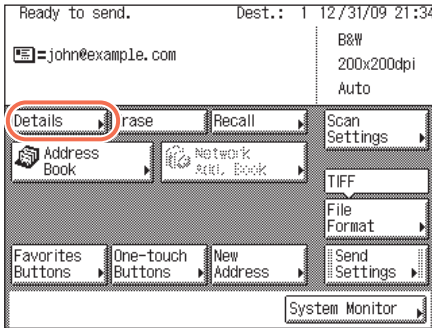 Ready to send.
Dest.: 1 12/31/09 21:34
=john@example.com
B&W
200x200dpi
Auto
Details
rase
Recall
Scan
Settings
Address
Book
Network
Add. Book
TIFF
File
Format
Favorites
Buttons
One-touch
Buttons
New
Address
Send
Settings
System Monitor